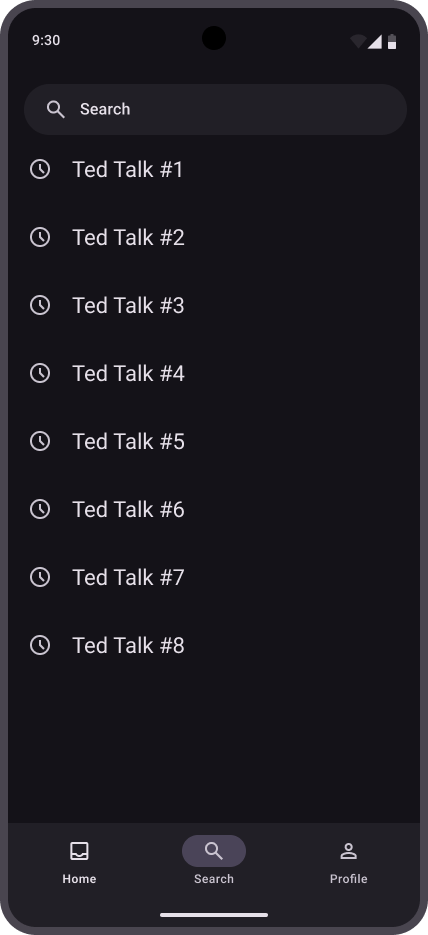 9:30
Search
Ted Talk #1
Ted Talk #2
Ted Talk #3
Ted Talk #4
Ted Talk #5
Ted Talk #6
Ted Talk #7
Ted Talk #8
Home Search Profile